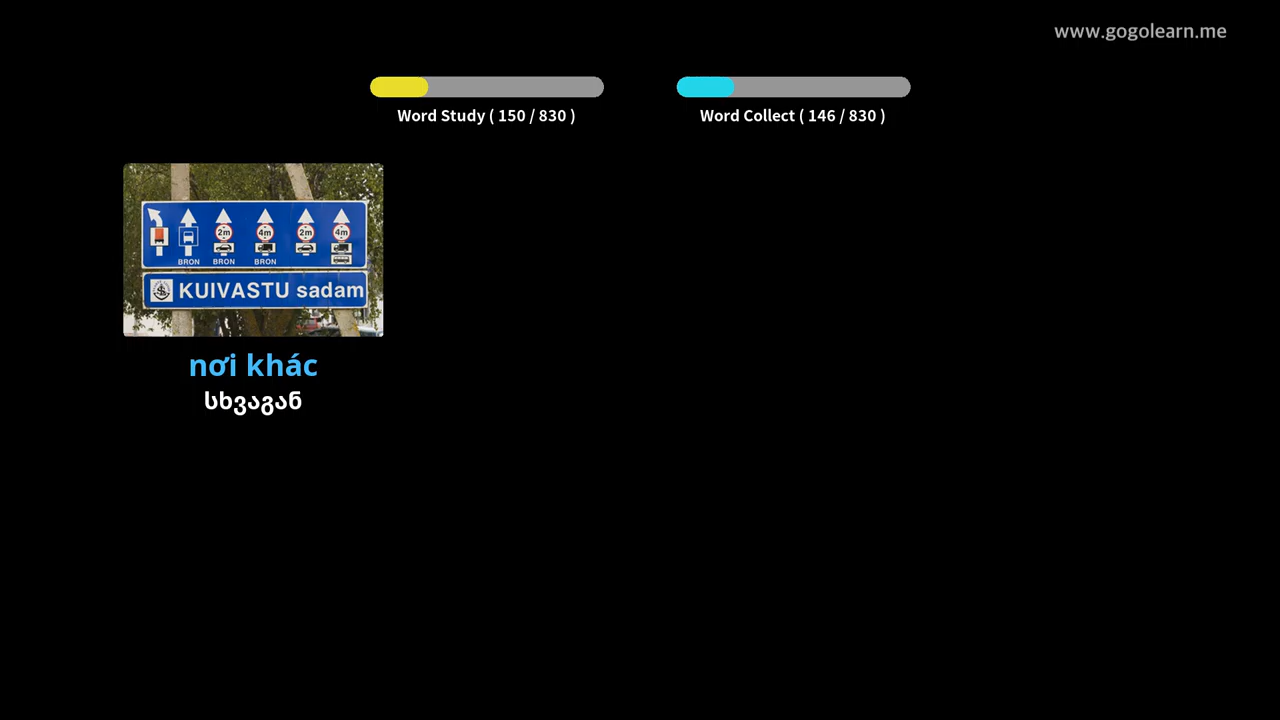 www.gogolearn.me
Word Study ( 150 / 830 )
Word Collect ( 146 / 830 )
2m 4m 2m 4m
BRON BRON BRON
KUIVASTU sadam
nơi khác
სხვაგან